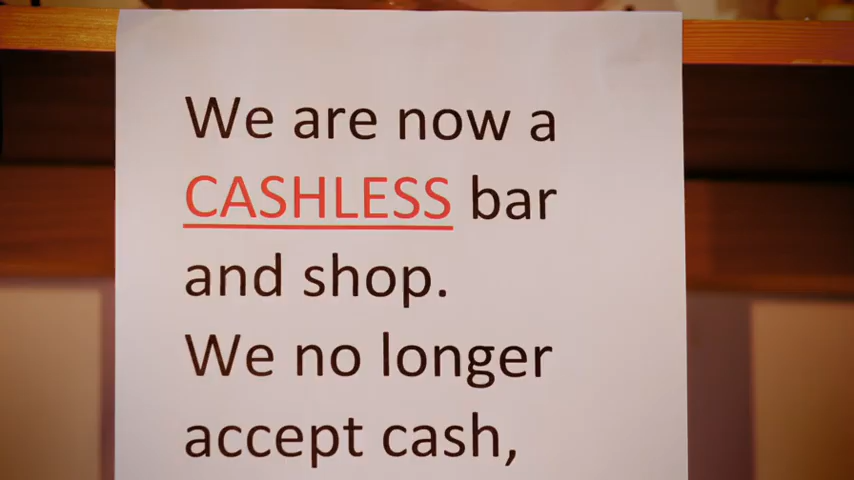 We are now a
CASHLESS bar
and shop.
We no longer
accept cash,